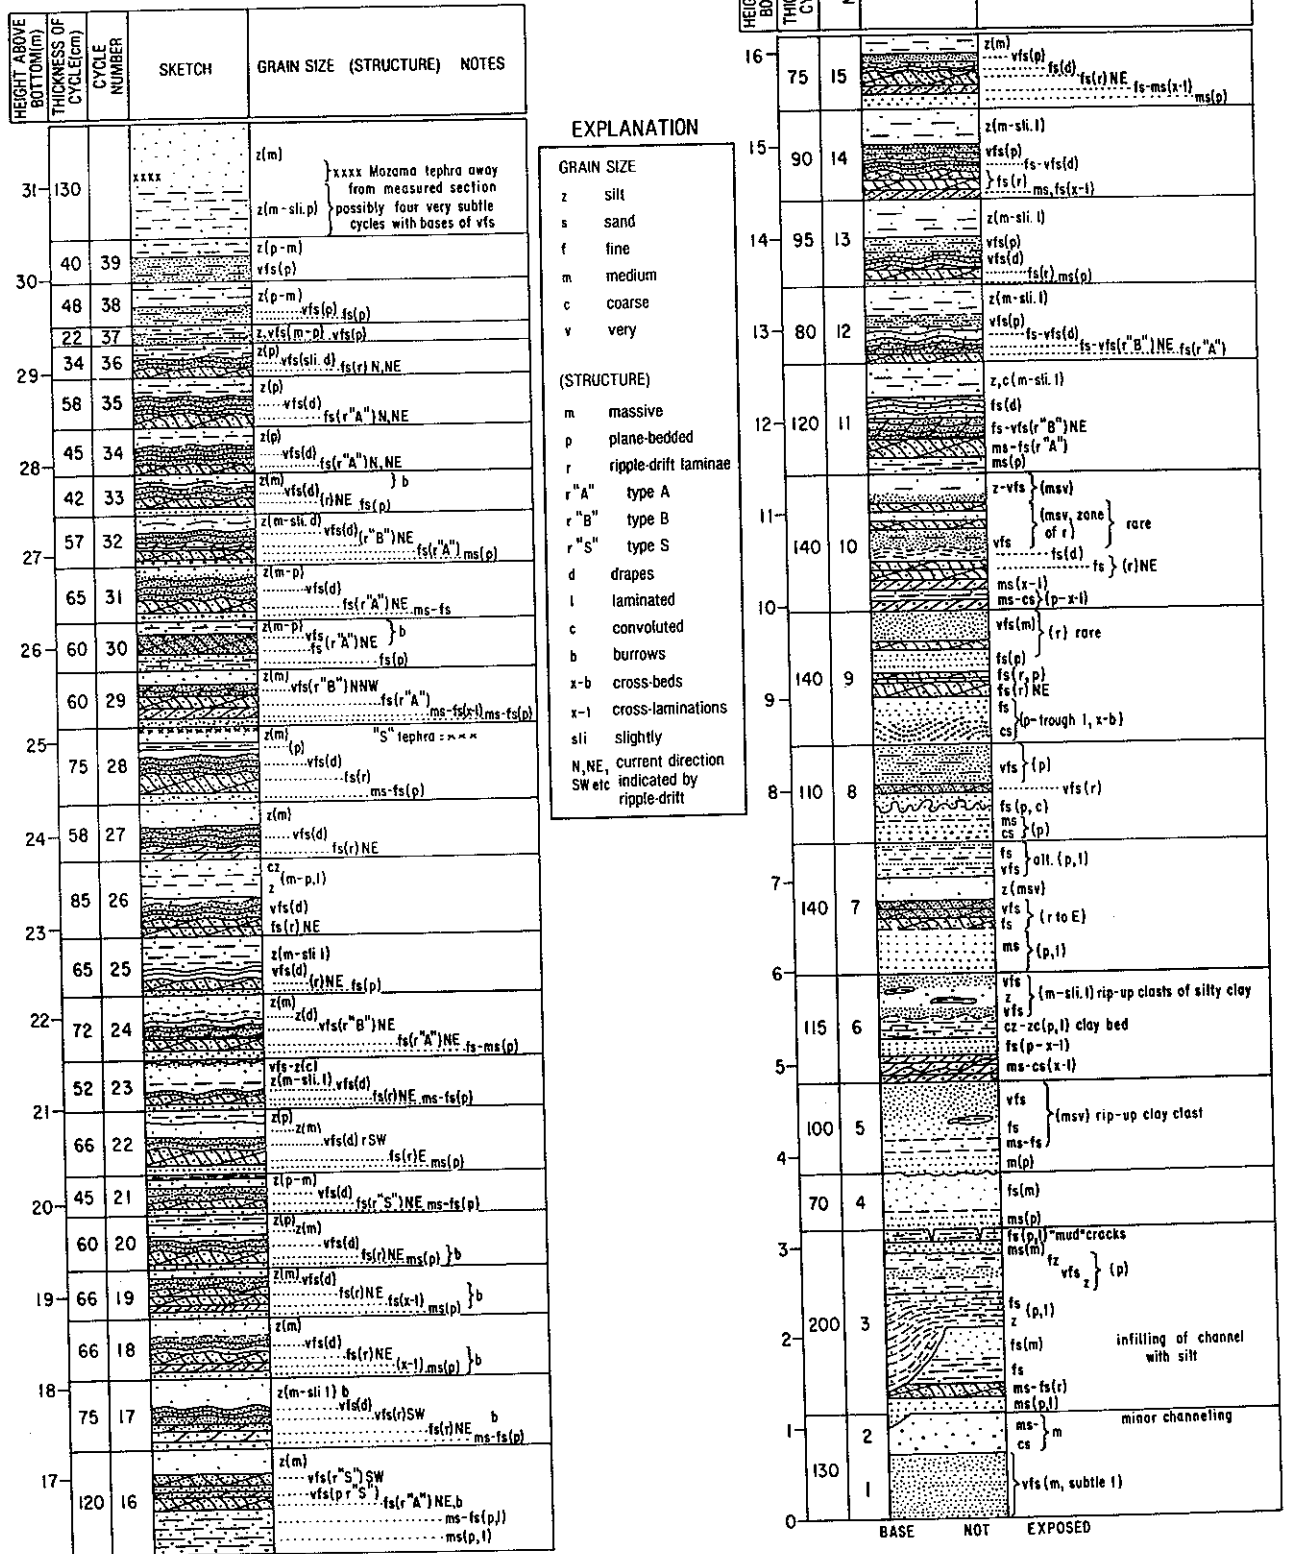 HEIGHT ABOVE BOTTOM(m)
THICKNESS OF CYCLE(cm)
CYCLE NUMBER
SKETCH
GRAIN SIZE (STRUCTURE) NOTES
31
130
xxxx
z(m)
xxxx Mazama tephra away
from measured section
z(m-sli.p)
possibly four very subtle
cycles with bases of vfs
40 39
z(p-m)
vfs(p)
30
48 38
z(p-m)
vfs(p) fs(p)
22 37
z,vfs(m-p) vfs(p)
34 36
z(p)
vfs(sli.d) fs(r) N,NE
29
58 35
z(p)
vfs(d)
fs(r"A")N,NE
45 34
z(p)
vfs(d)
fs(r"A")N,NE
28
42 33
z(m) } b
vfs(d)
(r)NE fs(p)
57 32
z(m-sli.d)
vfs(d)(r"B")NE
fs(r"A") ms(p)
27
65 31
z(m-p)
vfs(d)
fs(r"A")NE ms-fs
60 30
z(m-p)
vfs
fs (r"A")NE } b
fs(p)
26
60 29
z(m)
vfs(r"B")NNW
fs(r"A")
ms-fs(x-l) ms-fs(p)
25
75 28
z(m) "S" tephra = x x x
(p)
vfs(d)
fs(r)
ms-fs(p)
24
58 27
z(m)
vfs(d)
fs(r)NE
85 26
cz
z (m-p,l)
vfs(d)
fs(r)NE
23
65 25
z(m-sli l)
vfs(d)
(r)NE fs(p)
22
72 24
z(m)
z(d)
vfs(r"B")NE
fs(r"A")NE fs-ms(p)
52 23
vfs-z(c)
z(m-sli.l) vfs(d)
fs(r)NE ms-fs(p)
21
66 22
z(p)
z(m)
vfs(d) rSW
fs(r)E ms(p)
45 21
z(p-m)
vfs(d)
fs(r"S")NE ms-fs(p)
20
60 20
z(p)
z(m)
vfs(d)
fs(r)NE ms(p) } b
19
66 19
z(m) vfs(d)
fs(r)NE
fs(x-l) ms(p) } b
66 18
z(m)
vfs(d)
fs(r)NE
(x-l) ms(p) } b
18
75 17
z(m-sli l) b
vfs(d)
vfs(r)SW b
fs(r)NE
ms-fs(p)
17
120 16
z(m)
vfs(r"S")SW
vfs(p r"S")
fs(r"A")NE,b
ms-fs(p,l)
ms(p,l)
EXPLANATION
GRAIN SIZE
z silt
s sand
f fine
m medium
c coarse
v very
(STRUCTURE)
m massive
p plane-bedded
r ripple-drift laminae
r"A" type A
r"B" type B
r"S" type S
d drapes
l laminated
c convoluted
b burrows
x-b cross-beds
x-l cross-laminations
sli slightly
N,NE, current direction
SW etc indicated by
ripple-drift
16
75 15
z(m)
vfs(p)
fs(d)
fs(r)NE
fs-ms(x-l)
ms(p)
15
90 14
z(m-sli.l)
vfs(p)
fs-vfs(d)
fs(r) ms,fs(x-l)
14
95 13
z(m-sli. l)
vfs(p)
vfs(d)
fs(r) ms(p)
13
80 12
z(m-sli.l)
vfs(p)
fs-vfs(d)
fs-vfs(r"B")NE fs(r"A")
12
120 11
z,c(m-sli. l)
fs(d)
fs-vfs(r"B")NE
ms-fs(r"A")
ms(p)
11
140 10
z-vfs } (msv)
(msv, zone
of r) } rare
vfs
fs(d)
fs } (r)NE
ms(x-l)
ms-cs } (p-x-l)
10
140 9
vfs(m)
(r) rare
fs(p)
fs(r,p)
fs(r)NE
9
fs
cs (p-trough l, x-b)
8
110 8
vfs } (p)
vfs(r)
fs(p,c)
ms
cs } (p)
7
140 7
fs
vfs } alt. (p,l)
z(msv)
vfs
fs } (r to E)
ms } (p,l)
6
115 6
vfs
z
vfs } (m-sli.l) rip-up clasts of silty clay
cz-zc(p,l) clay bed
fs(p-x-l)
5
ms-cs(x-l)
100 5
vfs
fs
ms-fs } (msv) rip-up clay clast
4
m(p)
70 4
fs(m)
ms(p)
3
200 3
fs(p,l)"mud"cracks
ms(m)
fz
vfs
z } (p)
fs
z (p,l)
2
fs(m) infilling of channel
with silt
fs
ms-fs(r)
ms(p,l)
1
2
ms-
cs } m minor channeling
130
1
vfs(m, subtle l)
0
BASE NOT EXPOSED